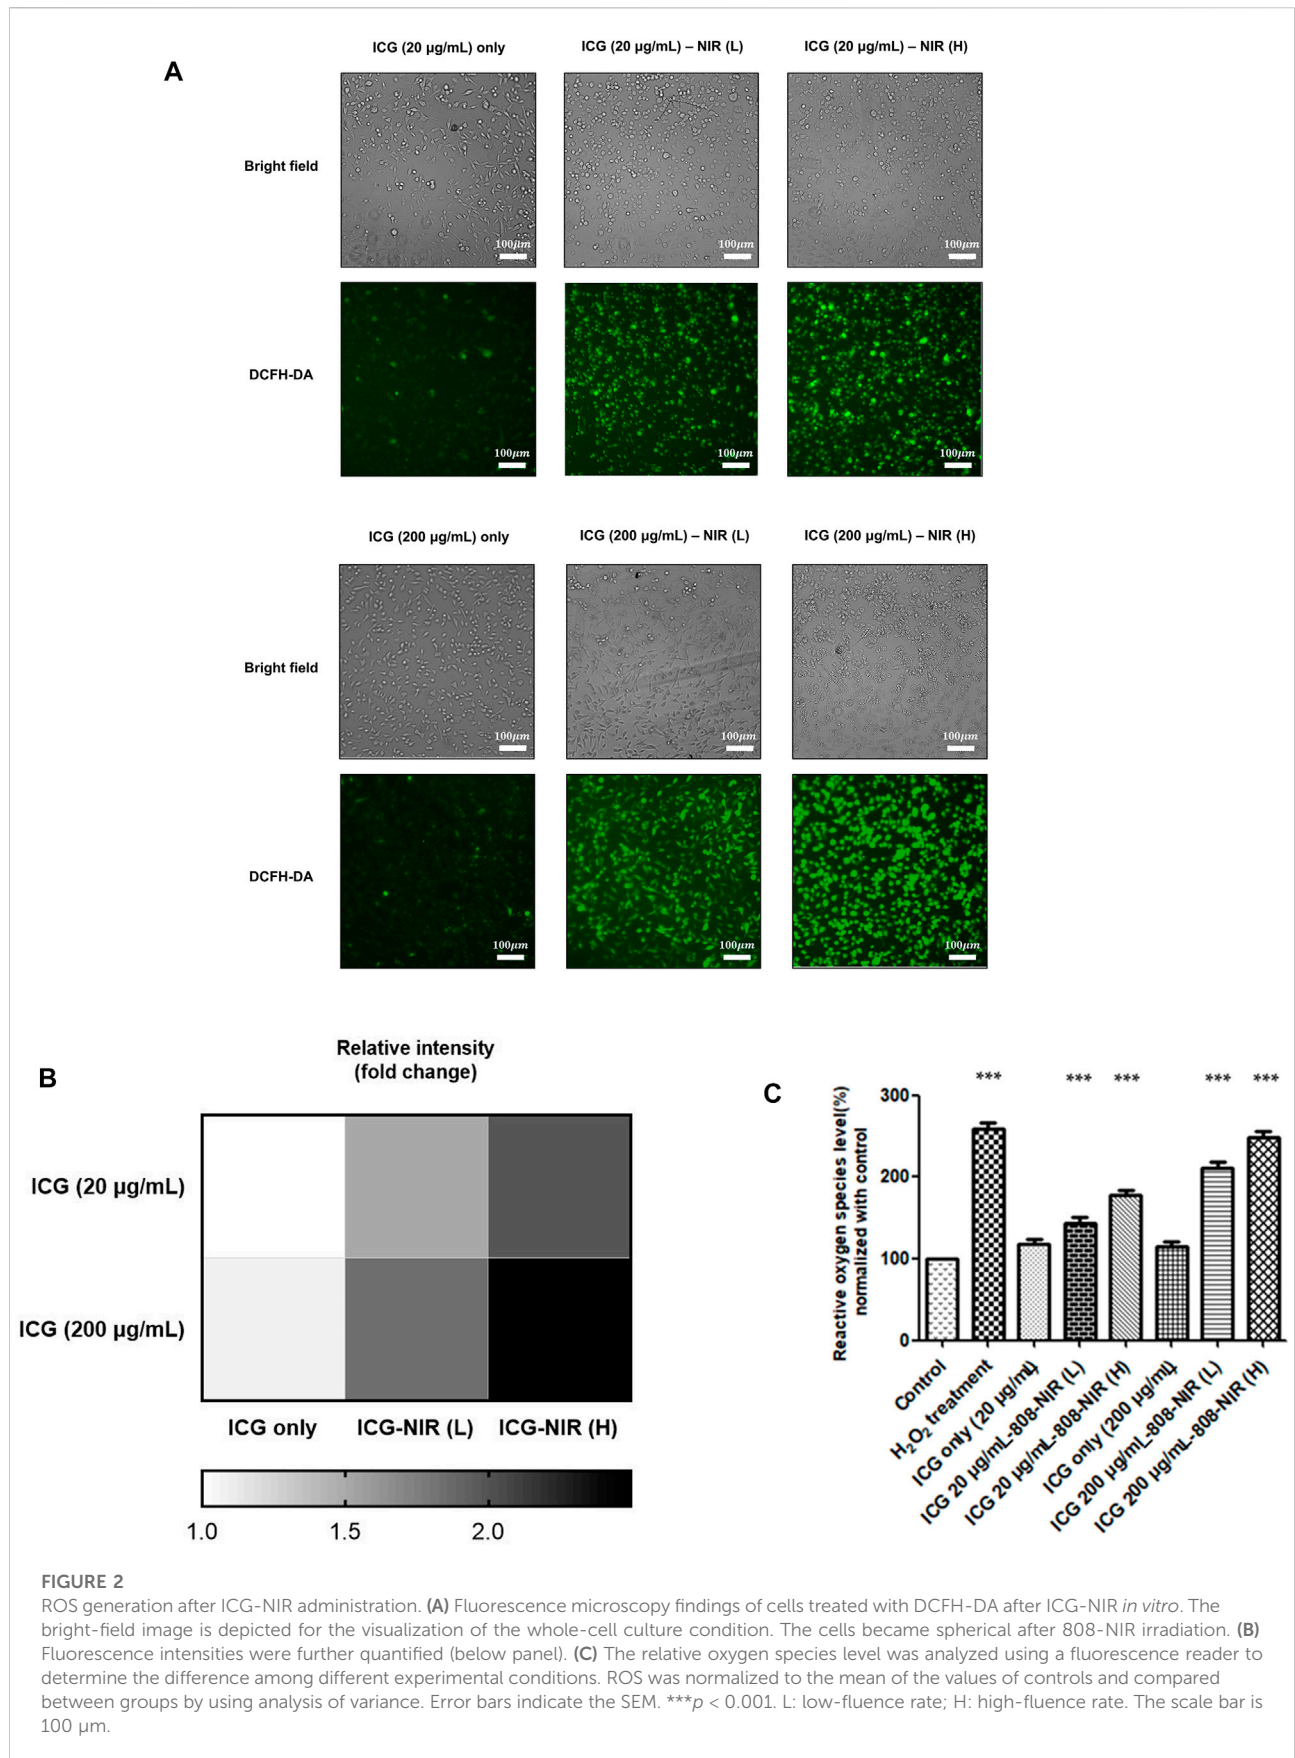 ICG (20 µg/mL) only
ICG (20 µg/mL) – NIR (L)
ICG (20 µg/mL) – NIR (H)
A
Bright field
100µm
100µm
100µm
DCFH-DA
100µm
100µm
100µm
ICG (200 µg/mL) only
ICG (200 µg/mL) – NIR (L)
ICG (200 µg/mL) – NIR (H)
Bright field
100µm
100µm
100µm
DCFH-DA
100µm
100µm
100µm
B
Relative intensity
(fold change)
ICG (20 µg/mL)
ICG (200 µg/mL)
ICG only
ICG-NIR (L)
ICG-NIR (H)
1.0
1.5
2.0
C
Reactive oxygen species level(%)
normalized with control
300
200
100
0
***
***
***
***
***
Control
H₂O₂ treatment
ICG only (20 µg/mL)
ICG 20 µg/mL-808-NIR (L)
ICG 20 µg/mL-808-NIR (H)
ICG only (200 µg/mL)
ICG 200 µg/mL-808-NIR (L)
ICG 200 µg/mL-808-NIR (H)
FIGURE 2
ROS generation after ICG-NIR administration. (A) Fluorescence microscopy findings of cells treated with DCFH-DA after ICG-NIR in vitro. The
bright-field image is depicted for the visualization of the whole-cell culture condition. The cells became spherical after 808-NIR irradiation. (B)
Fluorescence intensities were further quantified (below panel). (C) The relative oxygen species level was analyzed using a fluorescence reader to
determine the difference among different experimental conditions. ROS was normalized to the mean of the values of controls and compared
between groups by using analysis of variance. Error bars indicate the SEM. ***p < 0.001. L: low-fluence rate; H: high-fluence rate. The scale bar is
100 µm.